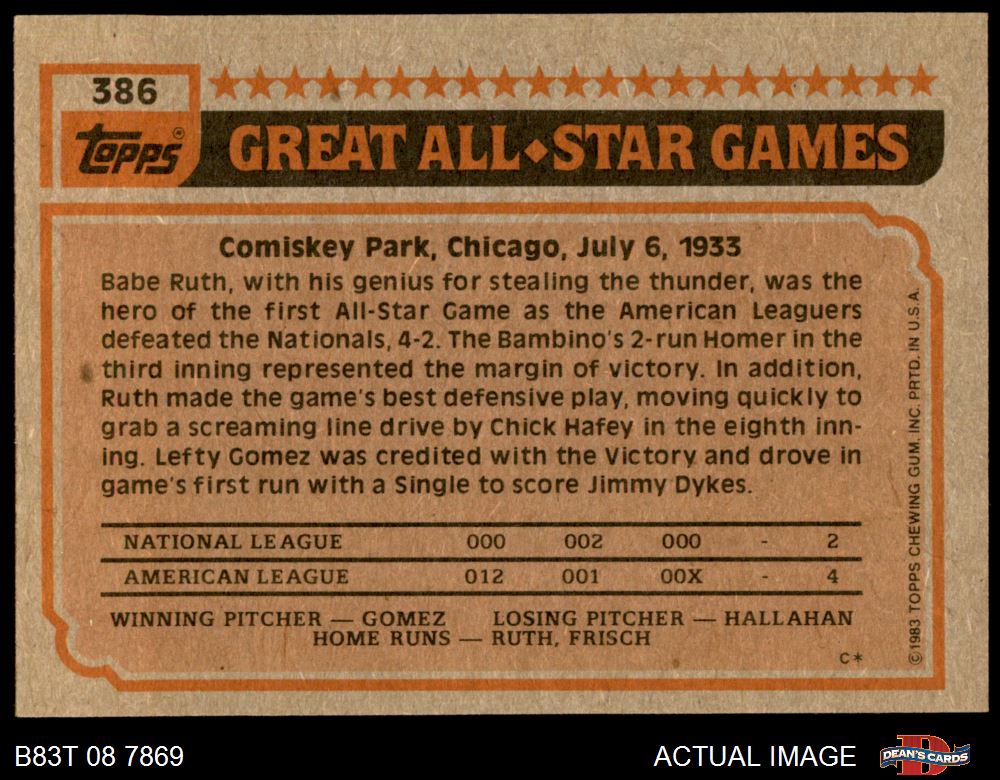 386
topps®
GREAT ALL◆STAR GAMES
Comiskey Park, Chicago, July 6, 1933
Babe Ruth, with his genius for stealing the thunder, was the
hero of the first All-Star Game as the American Leaguers
defeated the Nationals, 4-2. The Bambino's 2-run Homer in the
third inning represented the margin of victory. In addition,
Ruth made the game's best defensive play, moving quickly to
grab a screaming line drive by Chick Hafey in the eighth inn-
ing. Lefty Gomez was credited with the Victory and drove in
game's first run with a Single to score Jimmy Dykes.
NATIONAL LEAGUE 000 002 000 - 2
AMERICAN LEAGUE 012 001 00X - 4
WINNING PITCHER — GOMEZ LOSING PITCHER — HALLAHAN
HOME RUNS — RUTH, FRISCH
C*
©1983 TOPPS CHEWING GUM. INC. PRTD. IN U.S.A.
B83T 08 7869 ACTUAL IMAGE DEAN'S CARDS